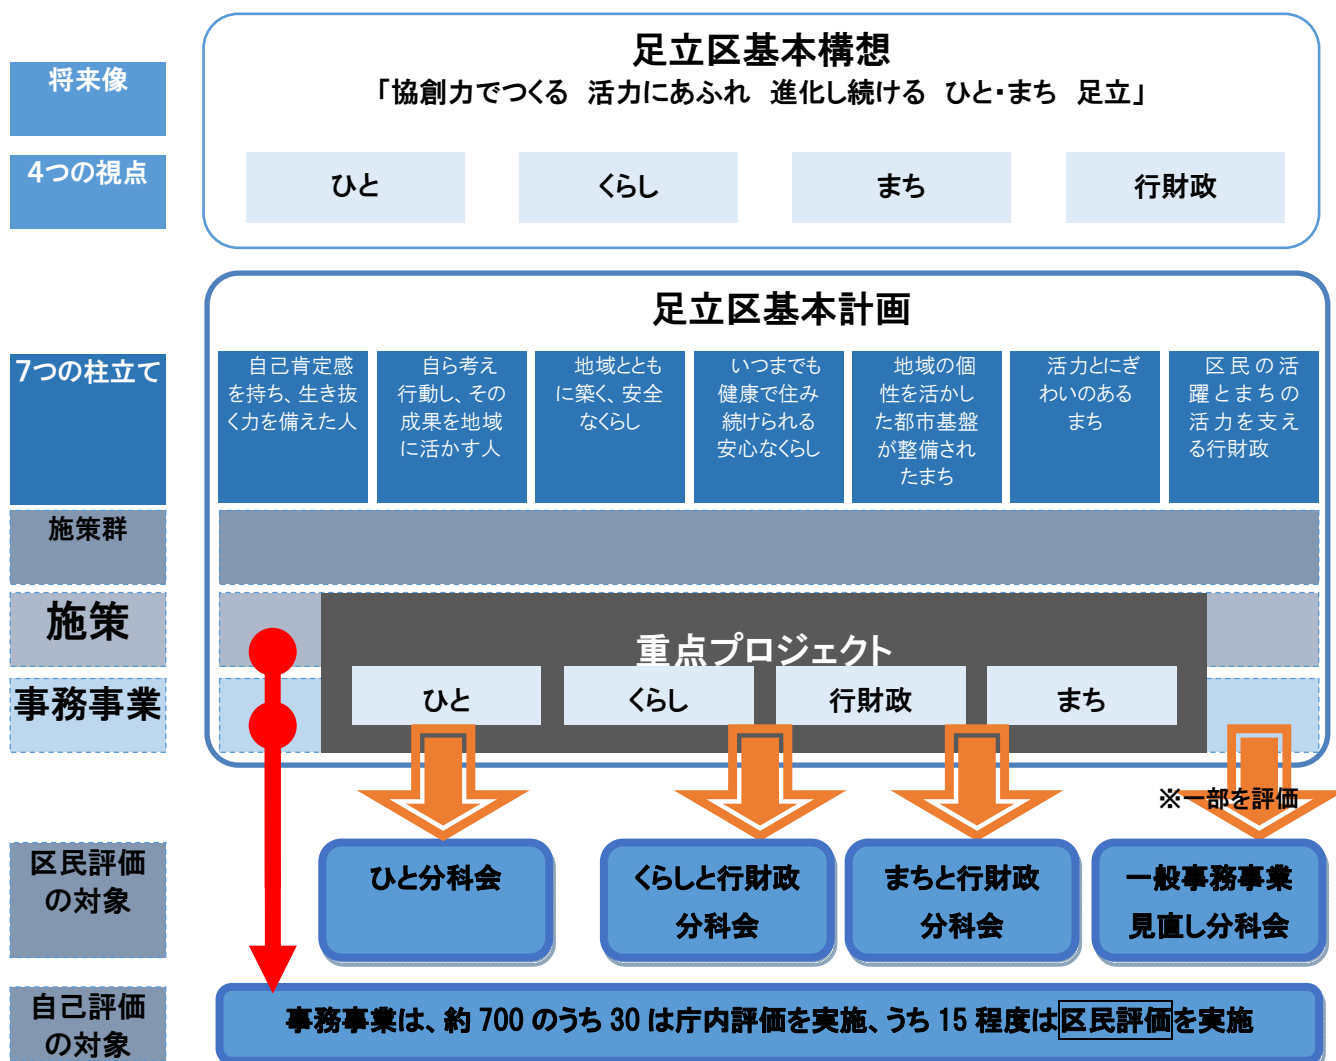 足立区基本構想
将来像
「協創力でつくる 活力にあふれ 進化し続ける ひと・まち 足立」
4つの視点
ひと
くらし
まち
行財政
足立区基本計画
7つの柱立て
自己肯定感
を持ち、生き抜
く力を備えた人
自ら考え
行動し、その
成果を地域
に活かす人
地域ととも
に築く、安全
なくらし
いつまでも
健康で住み
続けられる
安心なくらし
地域の個
性を活かし
た都市基盤
が整備され
たまち
活力とにぎ
わいのある
まち
区民の活
躍とまちの
活力を支え
る行財政
施策群
施策
重点プロジェクト
事務事業
ひと
くらし
行財政
まち
※一部を評価
区民評価
の対象
ひと分科会
くらしと行財政
分科会
まちと行財政
分科会
一般事務事業
見直し分科会
自己評価
の対象
事務事業は、約 700 のうち 30 は庁内評価を実施、うち 15 程度は区民評価を実施